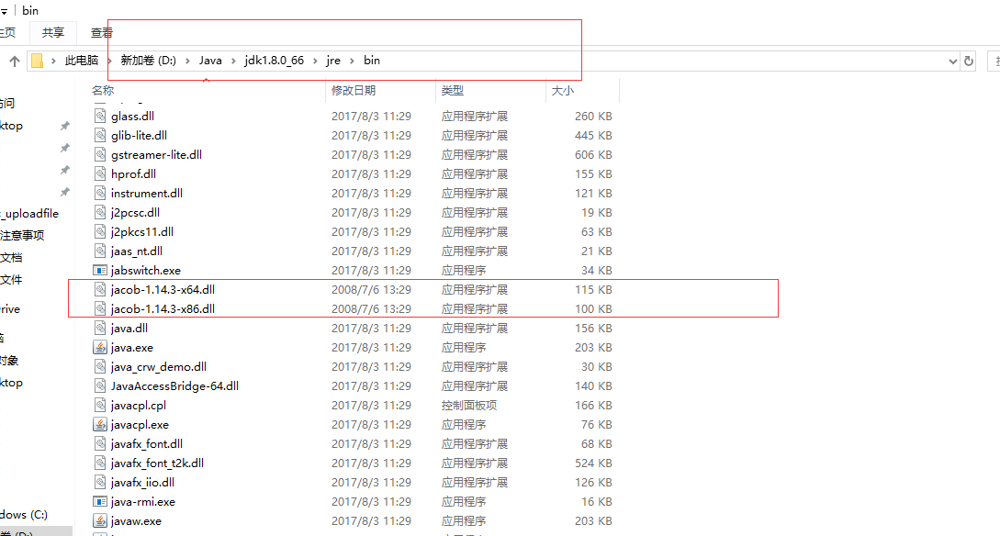 bin
主页 共享 查看
此电脑 新加卷 (D:) Java jdk1.8.0_66 jre bin
名称 修改日期 类型 大小
glass.dll 2017/8/3 11:29 应用程序扩展 260 KB
glib-lite.dll 2017/8/3 11:29 应用程序扩展 445 KB
gstreamer-lite.dll 2017/8/3 11:29 应用程序扩展 606 KB
hprof.dll 2017/8/3 11:29 应用程序扩展 155 KB
instrument.dll 2017/8/3 11:29 应用程序扩展 121 KB
j2pcsc.dll 2017/8/3 11:29 应用程序扩展 19 KB
j2pkcs11.dll 2017/8/3 11:29 应用程序扩展 63 KB
jaas_nt.dll 2017/8/3 11:29 应用程序扩展 21 KB
jabswitch.exe 2017/8/3 11:29 应用程序 34 KB
jacob-1.14.3-x64.dll 2008/7/6 13:29 应用程序扩展 115 KB
jacob-1.14.3-x86.dll 2008/7/6 13:29 应用程序扩展 100 KB
java.dll 2017/8/3 11:29 应用程序扩展 156 KB
java.exe 2017/8/3 11:29 应用程序 203 KB
java_crw_demo.dll 2017/8/3 11:29 应用程序扩展 30 KB
JavaAccessBridge-64.dll 2017/8/3 11:29 应用程序扩展 140 KB
javacpl.cpl 2017/8/3 11:29 控制面板项 166 KB
javacpl.exe 2017/8/3 11:29 应用程序 76 KB
javafx_font.dll 2017/8/3 11:29 应用程序扩展 68 KB
javafx_font_t2k.dll 2017/8/3 11:29 应用程序扩展 524 KB
javafx_iio.dll 2017/8/3 11:29 应用程序扩展 126 KB
java-rmi.exe 2017/8/3 11:29 应用程序 16 KB
javaw.exe 2017/8/3 11:29 应用程序 203 KB
访问
ktop
_uploadfile
注意事项
文档
文件
rive
对象
ktop
dows (C:)
卷 (D:)